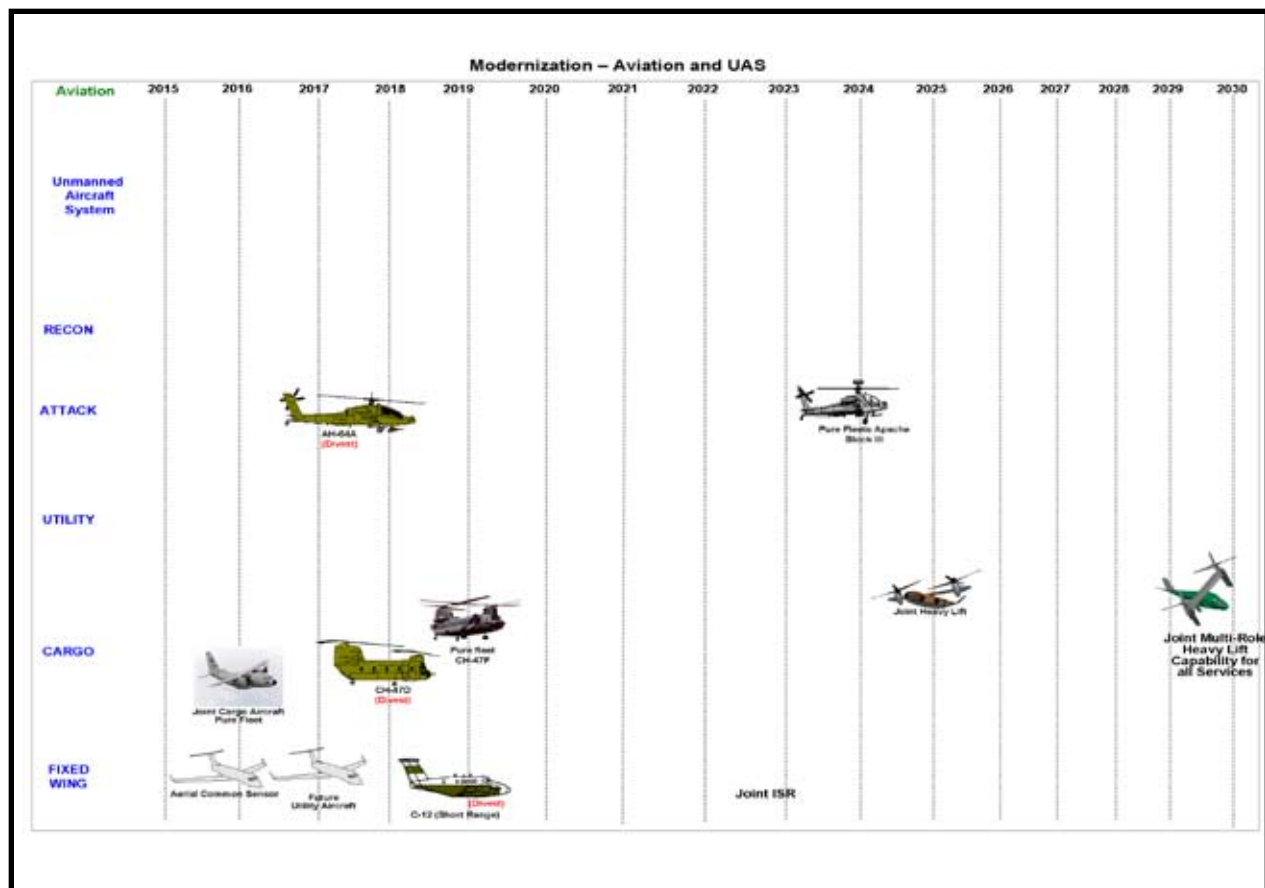 Modernization – Aviation and UAS
Aviation 2015 2016 2017 2018 2019 2020 2021 2022 2023 2024 2025 2026 2027 2028 2029 2030
Unmanned
Aircraft
System
RECON
ATTACK
AH-64A
(Divest)
Pure Fleets Apache
Block III
UTILITY
Joint Heavy Lift
CARGO
Pure fleet
CH-47F
CH-47D
(Divest)
Joint Cargo Aircraft
Pure Fleet
Joint Multi-Role
Heavy Lift
Capability for
all Services
FIXED
WING
Aerial Common Sensor
Future
Utility Aircraft
(Divest)
C-12 (Short Range)
Joint ISR